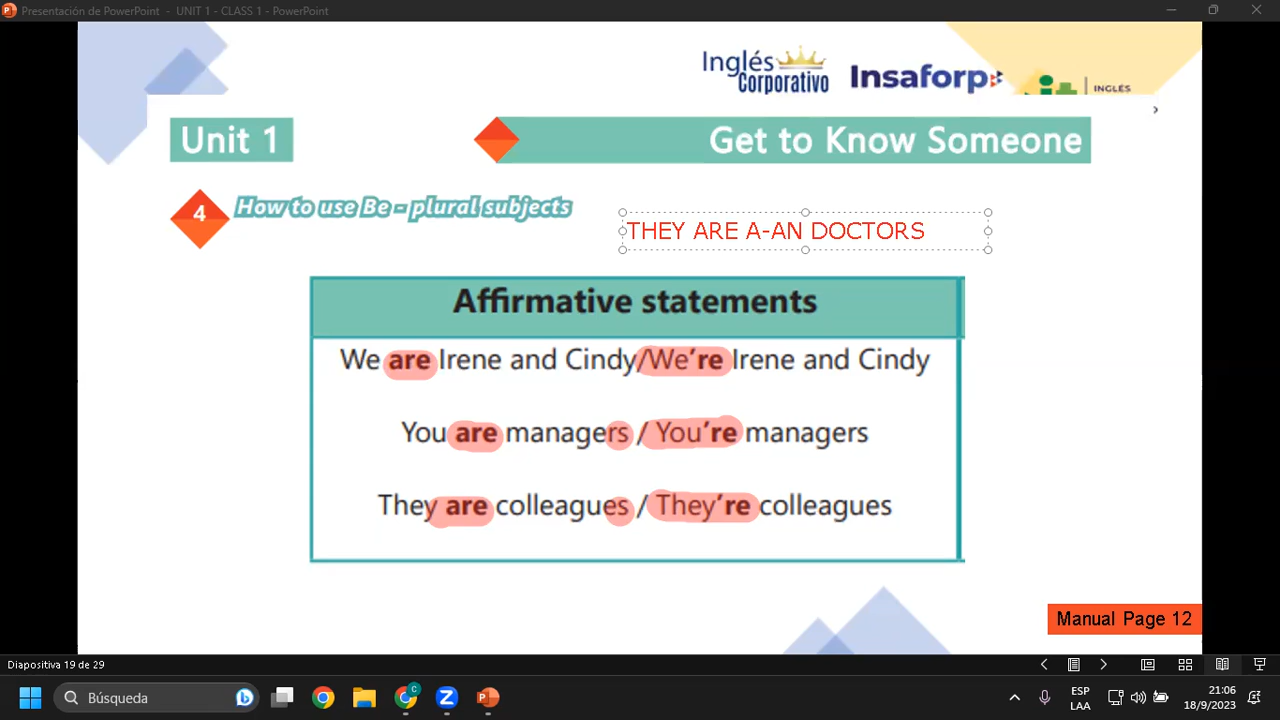 Presentación de PowerPoint - UNIT 1 - CLASS 1 - PowerPoint
Inglés
Corporativo
Insaforp
INGLÉS
Unit 1
Get to Know Someone
4
How to use Be - plural subjects
THEY ARE A-AN DOCTORS
Affirmative statements
We are Irene and Cindy/We're Irene and Cindy
You are managers / You're managers
They are colleagues / They're colleagues
Manual Page 12
Diapositiva 19 de 29
Búsqueda
ESP
LAA
21:06
18/9/2023